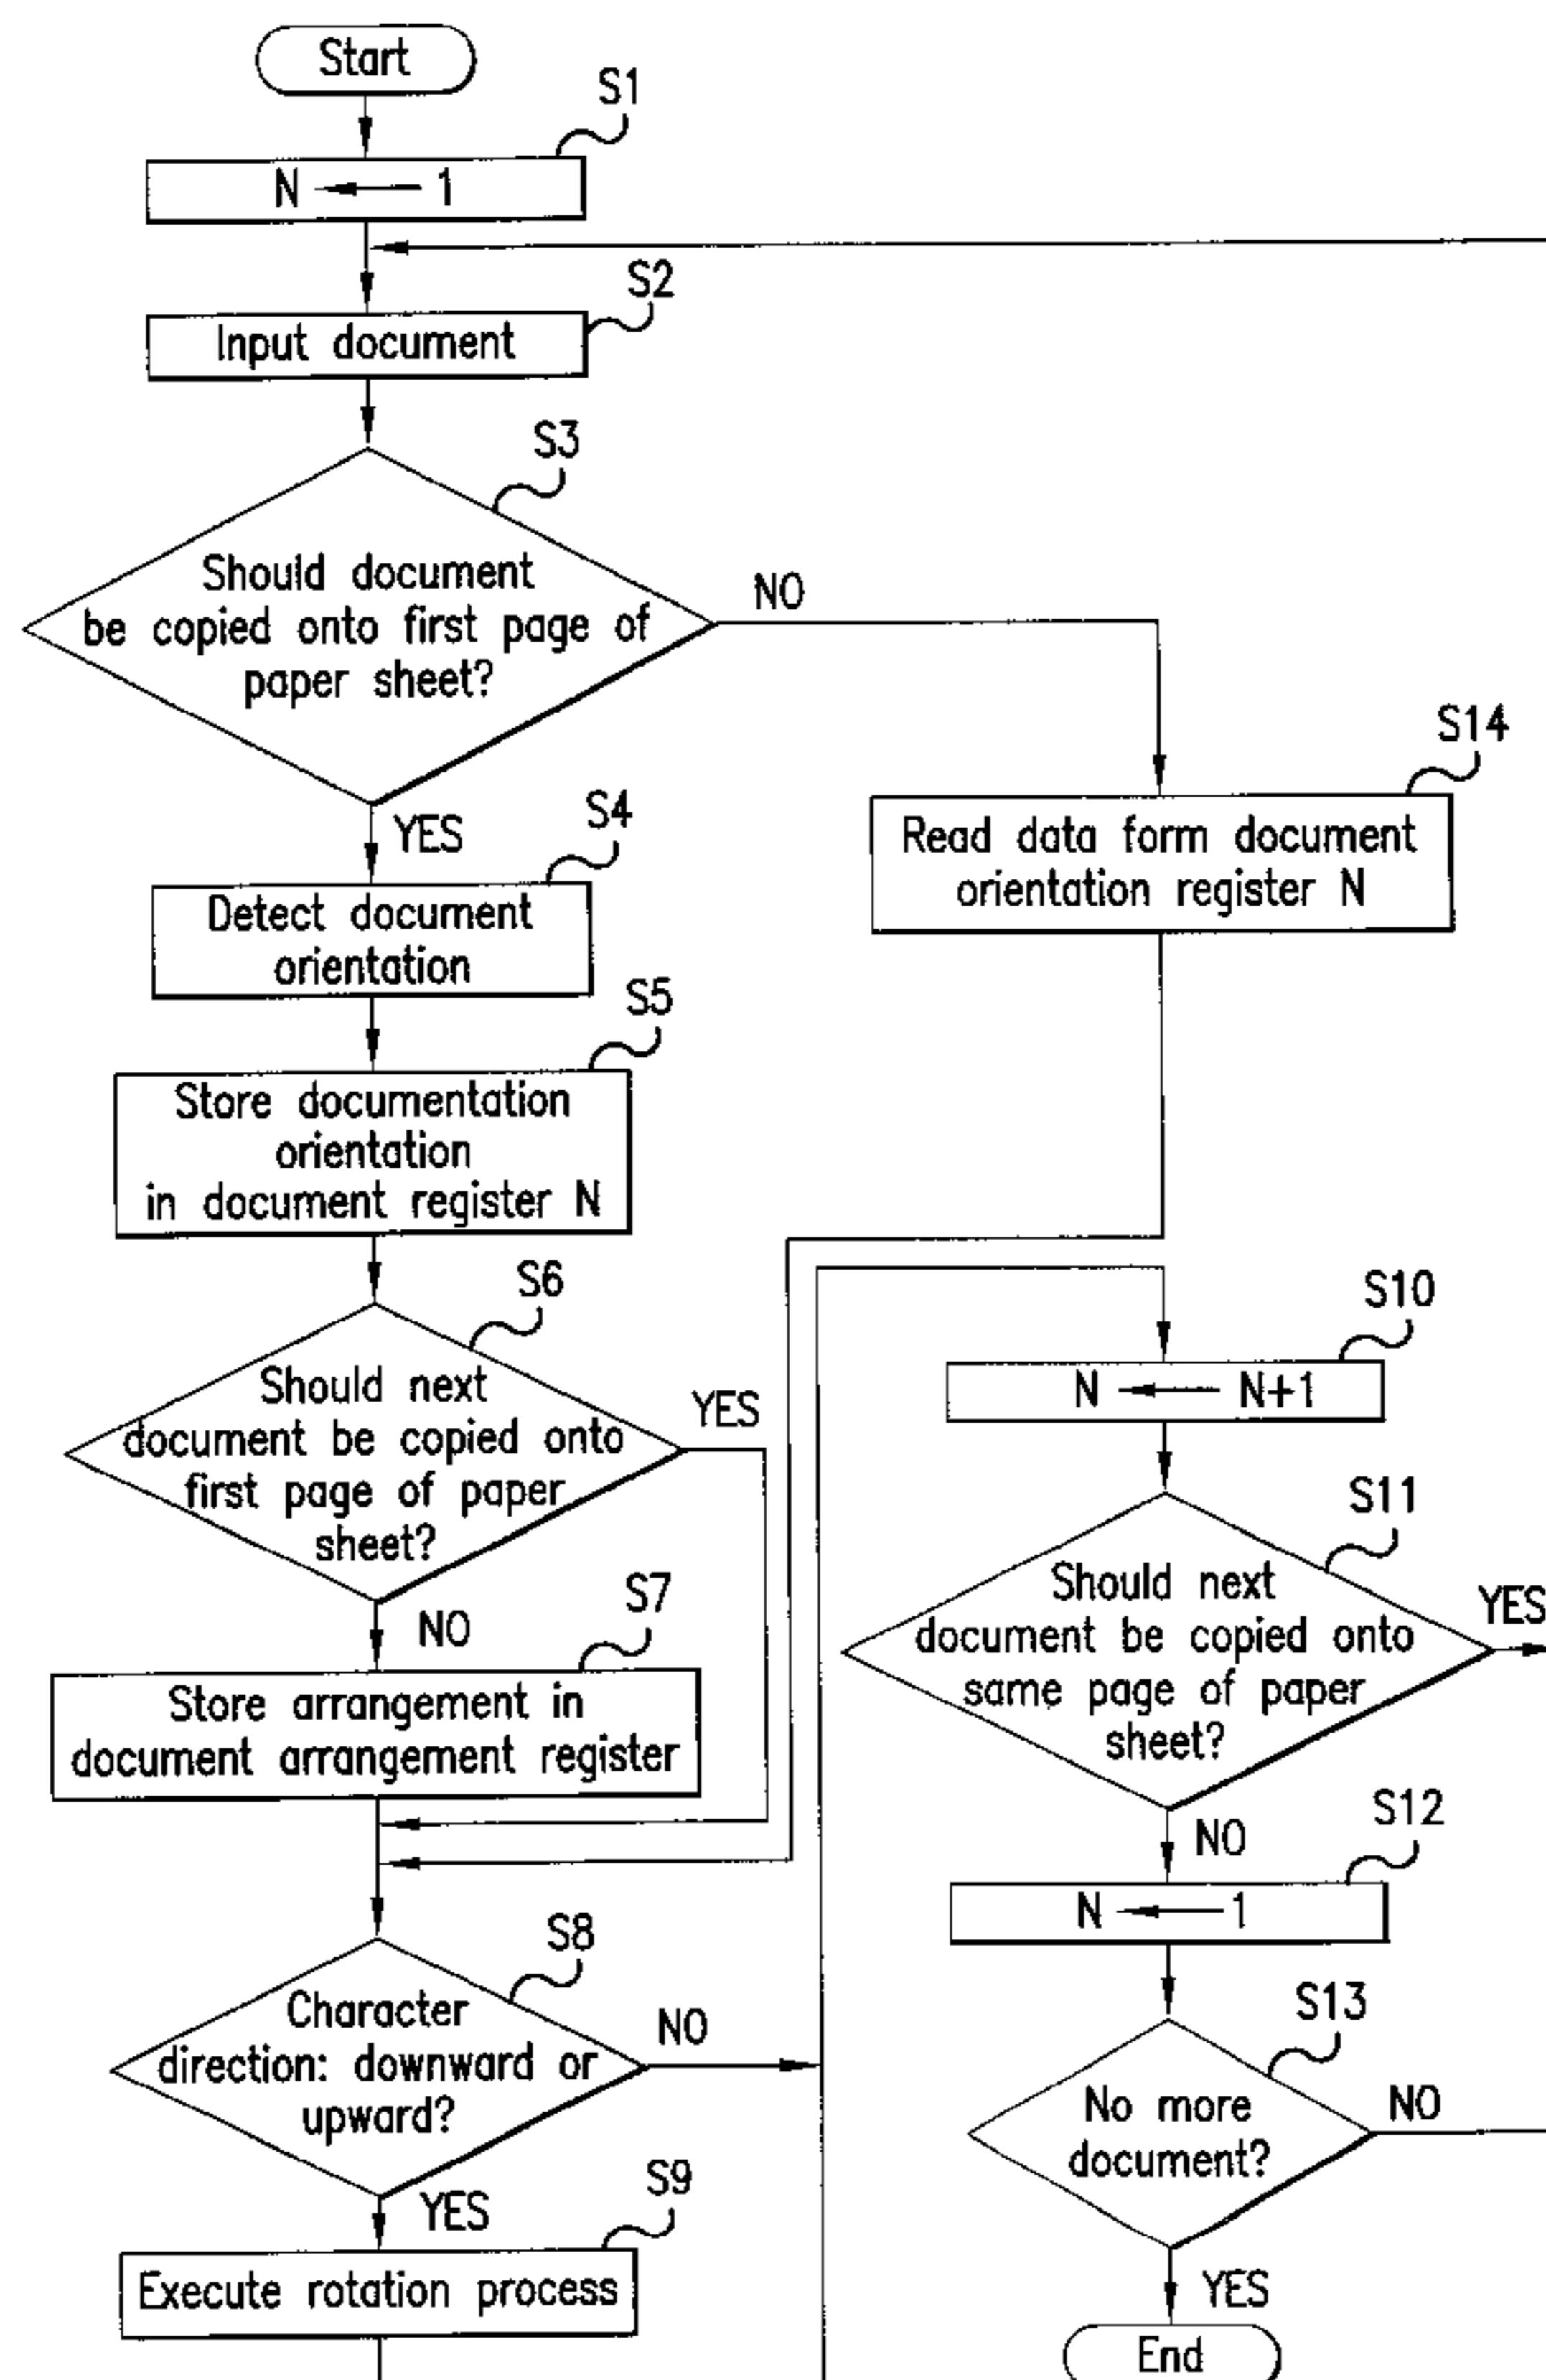 Start
S1
N ← 1
S2
Input document
S3
Should document
be copied onto first page of
paper sheet?
NO
YES
S4
Detect document
orientation
S5
Store documentation
orientation
in document register N
S6
Should next
document be copied onto
first page of paper
sheet?
YES
NO
S7
Store arrangement in
document arrangement register
S8
Character
direction: downward or
upward?
NO
YES
S9
Execute rotation process
S14
Read data form document
orientation register N
S10
N ← N+1
S11
Should next
document be copied onto
same page of paper
sheet?
YES
NO
S12
N ← 1
S13
No more
document?
NO
YES
End